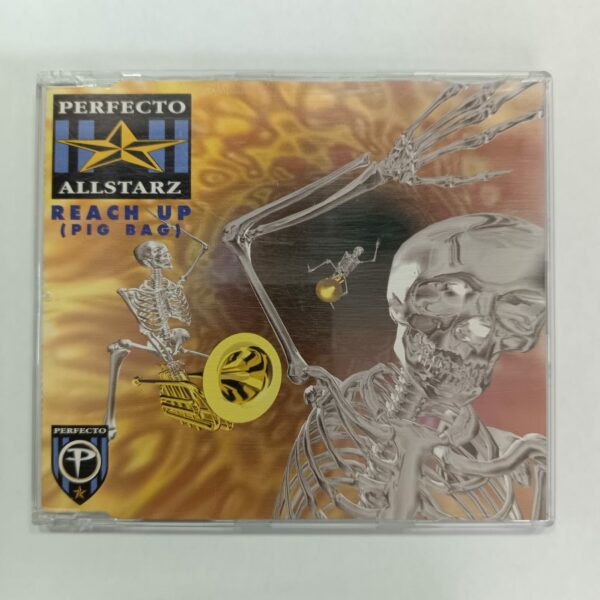 PERFECTO
ALLSTARZ
REACH UP
(PIG BAG)
PERFECTO
P